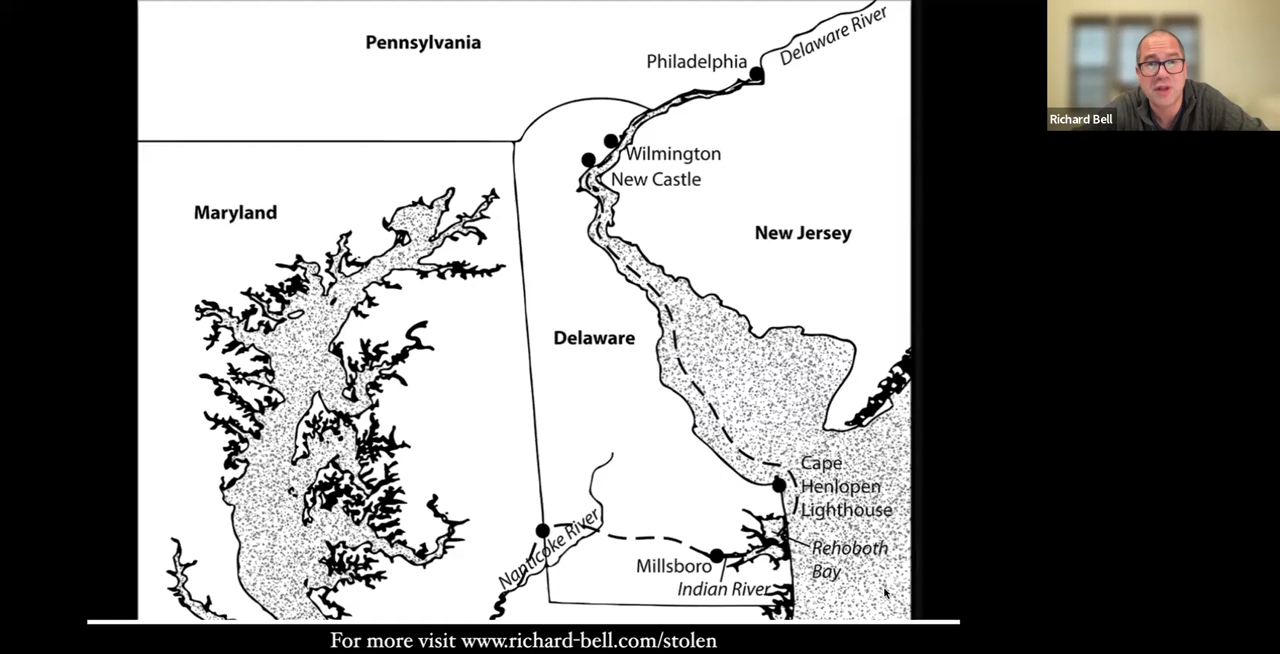 Pennsylvania
Philadelphia
Delaware River
Richard Bell
Wilmington
New Castle
Maryland
New Jersey
Delaware
Cape
Henlopen
Lighthouse
Nanticoke River
Rehoboth
Bay
Millsboro
Indian River
For more visit www.richard-bell.com/stolen